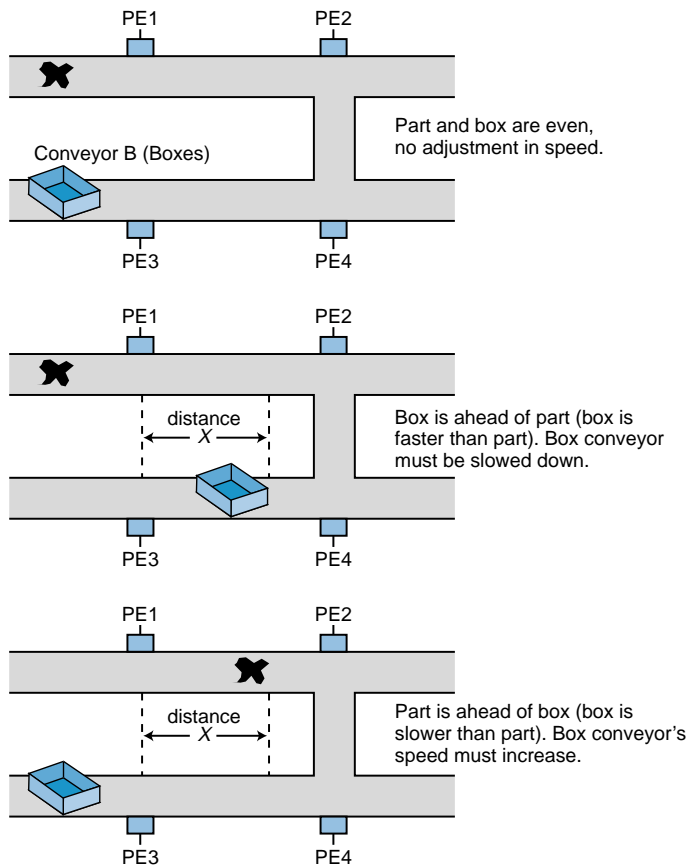 PE1
PE2
Part and box are even,
no adjustment in speed.
Conveyor B (Boxes)
PE3
PE4
PE1
PE2
distance
X
Box is ahead of part (box is
faster than part). Box conveyor
must be slowed down.
PE3
PE4
PE1
PE2
distance
X
Part is ahead of box (box is
slower than part). Box conveyor’s
speed must increase.
PE3
PE4